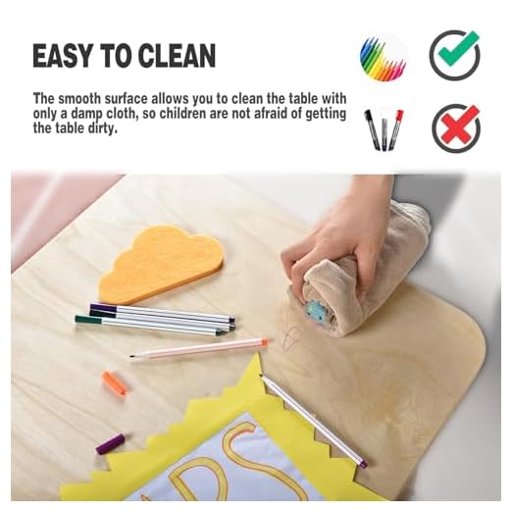 EASY TO CLEAN
The smooth surface allows you to clean the table with
only a damp cloth, so children are not afraid of getting
the table dirty.